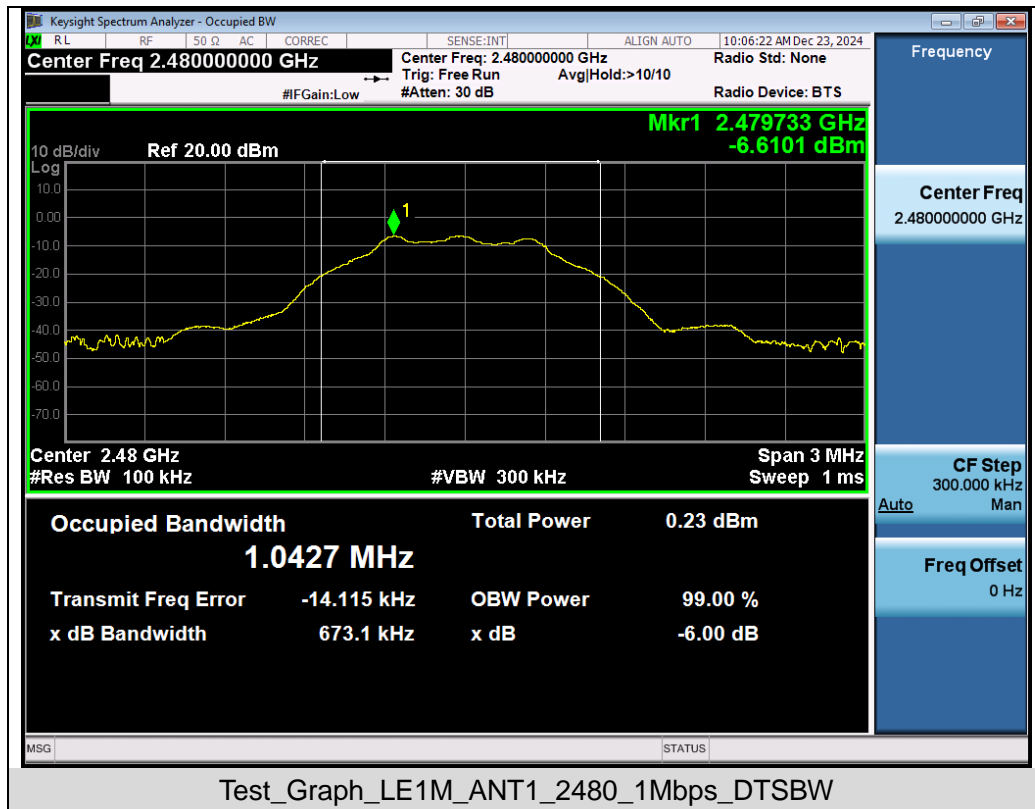 Keysight Spectrum Analyzer - Occupied BW
LXI RL RF 50 Ω AC CORREC SENSE:INT ALIGN AUTO 10:06:22 AM Dec 23, 2024
Center Freq 2.480000000 GHz
Center Freq: 2.480000000 GHz
Radio Std: None
Trig: Free Run Avg|Hold:>10/10
#IFGain:Low
#Atten: 30 dB
Radio Device: BTS
Frequency
Mkr1 2.479733 GHz
-6.6101 dBm
10 dB/div Ref 20.00 dBm
Log
10.0
0.00
-10.0
-20.0
-30.0
-40.0
-50.0
-60.0
-70.0
1
Center 2.48 GHz
Span 3 MHz
#Res BW 100 kHz
#VBW 300 kHz
Sweep 1 ms
Center Freq
2.480000000 GHz
CF Step
300.000 kHz
Auto Man
Freq Offset
0 Hz
Occupied Bandwidth
1.0427 MHz
Total Power 0.23 dBm
Transmit Freq Error -14.115 kHz
OBW Power 99.00 %
x dB Bandwidth 673.1 kHz
x dB -6.00 dB
MSG
STATUS
Test_Graph_LE1M_ANT1_2480_1Mbps_DTSBW